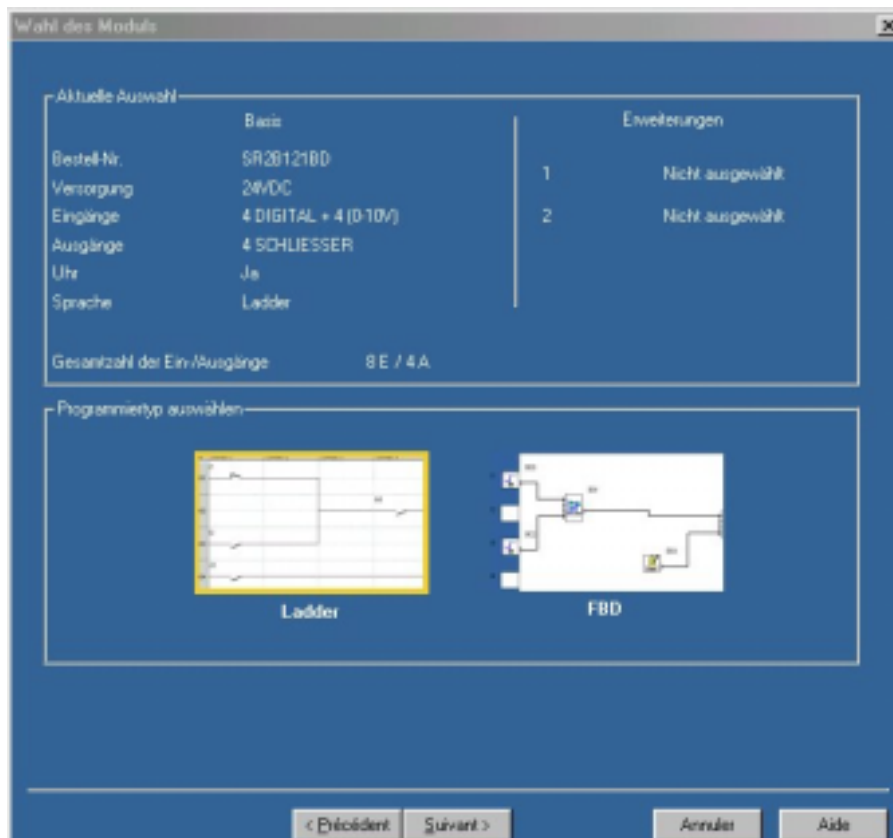 Wahl des Moduls
Aktuelle Auswahl
Basis
Erweiterungen
Bestell-Nr. SR2B121BD
Versorgung 24VDC
Eingänge 4 DIGITAL + 4 (0-10V)
Ausgänge 4 SCHLIESSER
Uhr Ja
Sprache Ladder
1 Nicht ausgewählt
2 Nicht ausgewählt
Gesamtzahl der Ein-/Ausgänge 8 E / 4 A
Programmiertyp auswählen
Ladder
FBD
< Précédent
Suivant >
Annuler
Aide